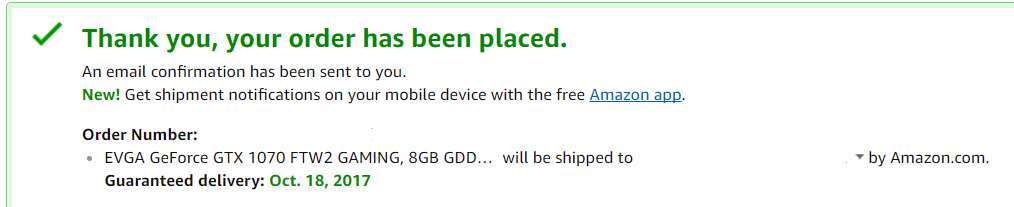 Thank you, your order has been placed.
An email confirmation has been sent to you.
New! Get shipment notifications on your mobile device with the free Amazon app.
Order Number:
EVGA GeForce GTX 1070 FTW2 GAMING, 8GB GDD... will be shipped to by Amazon.com.
Guaranteed delivery: Oct. 18, 2017